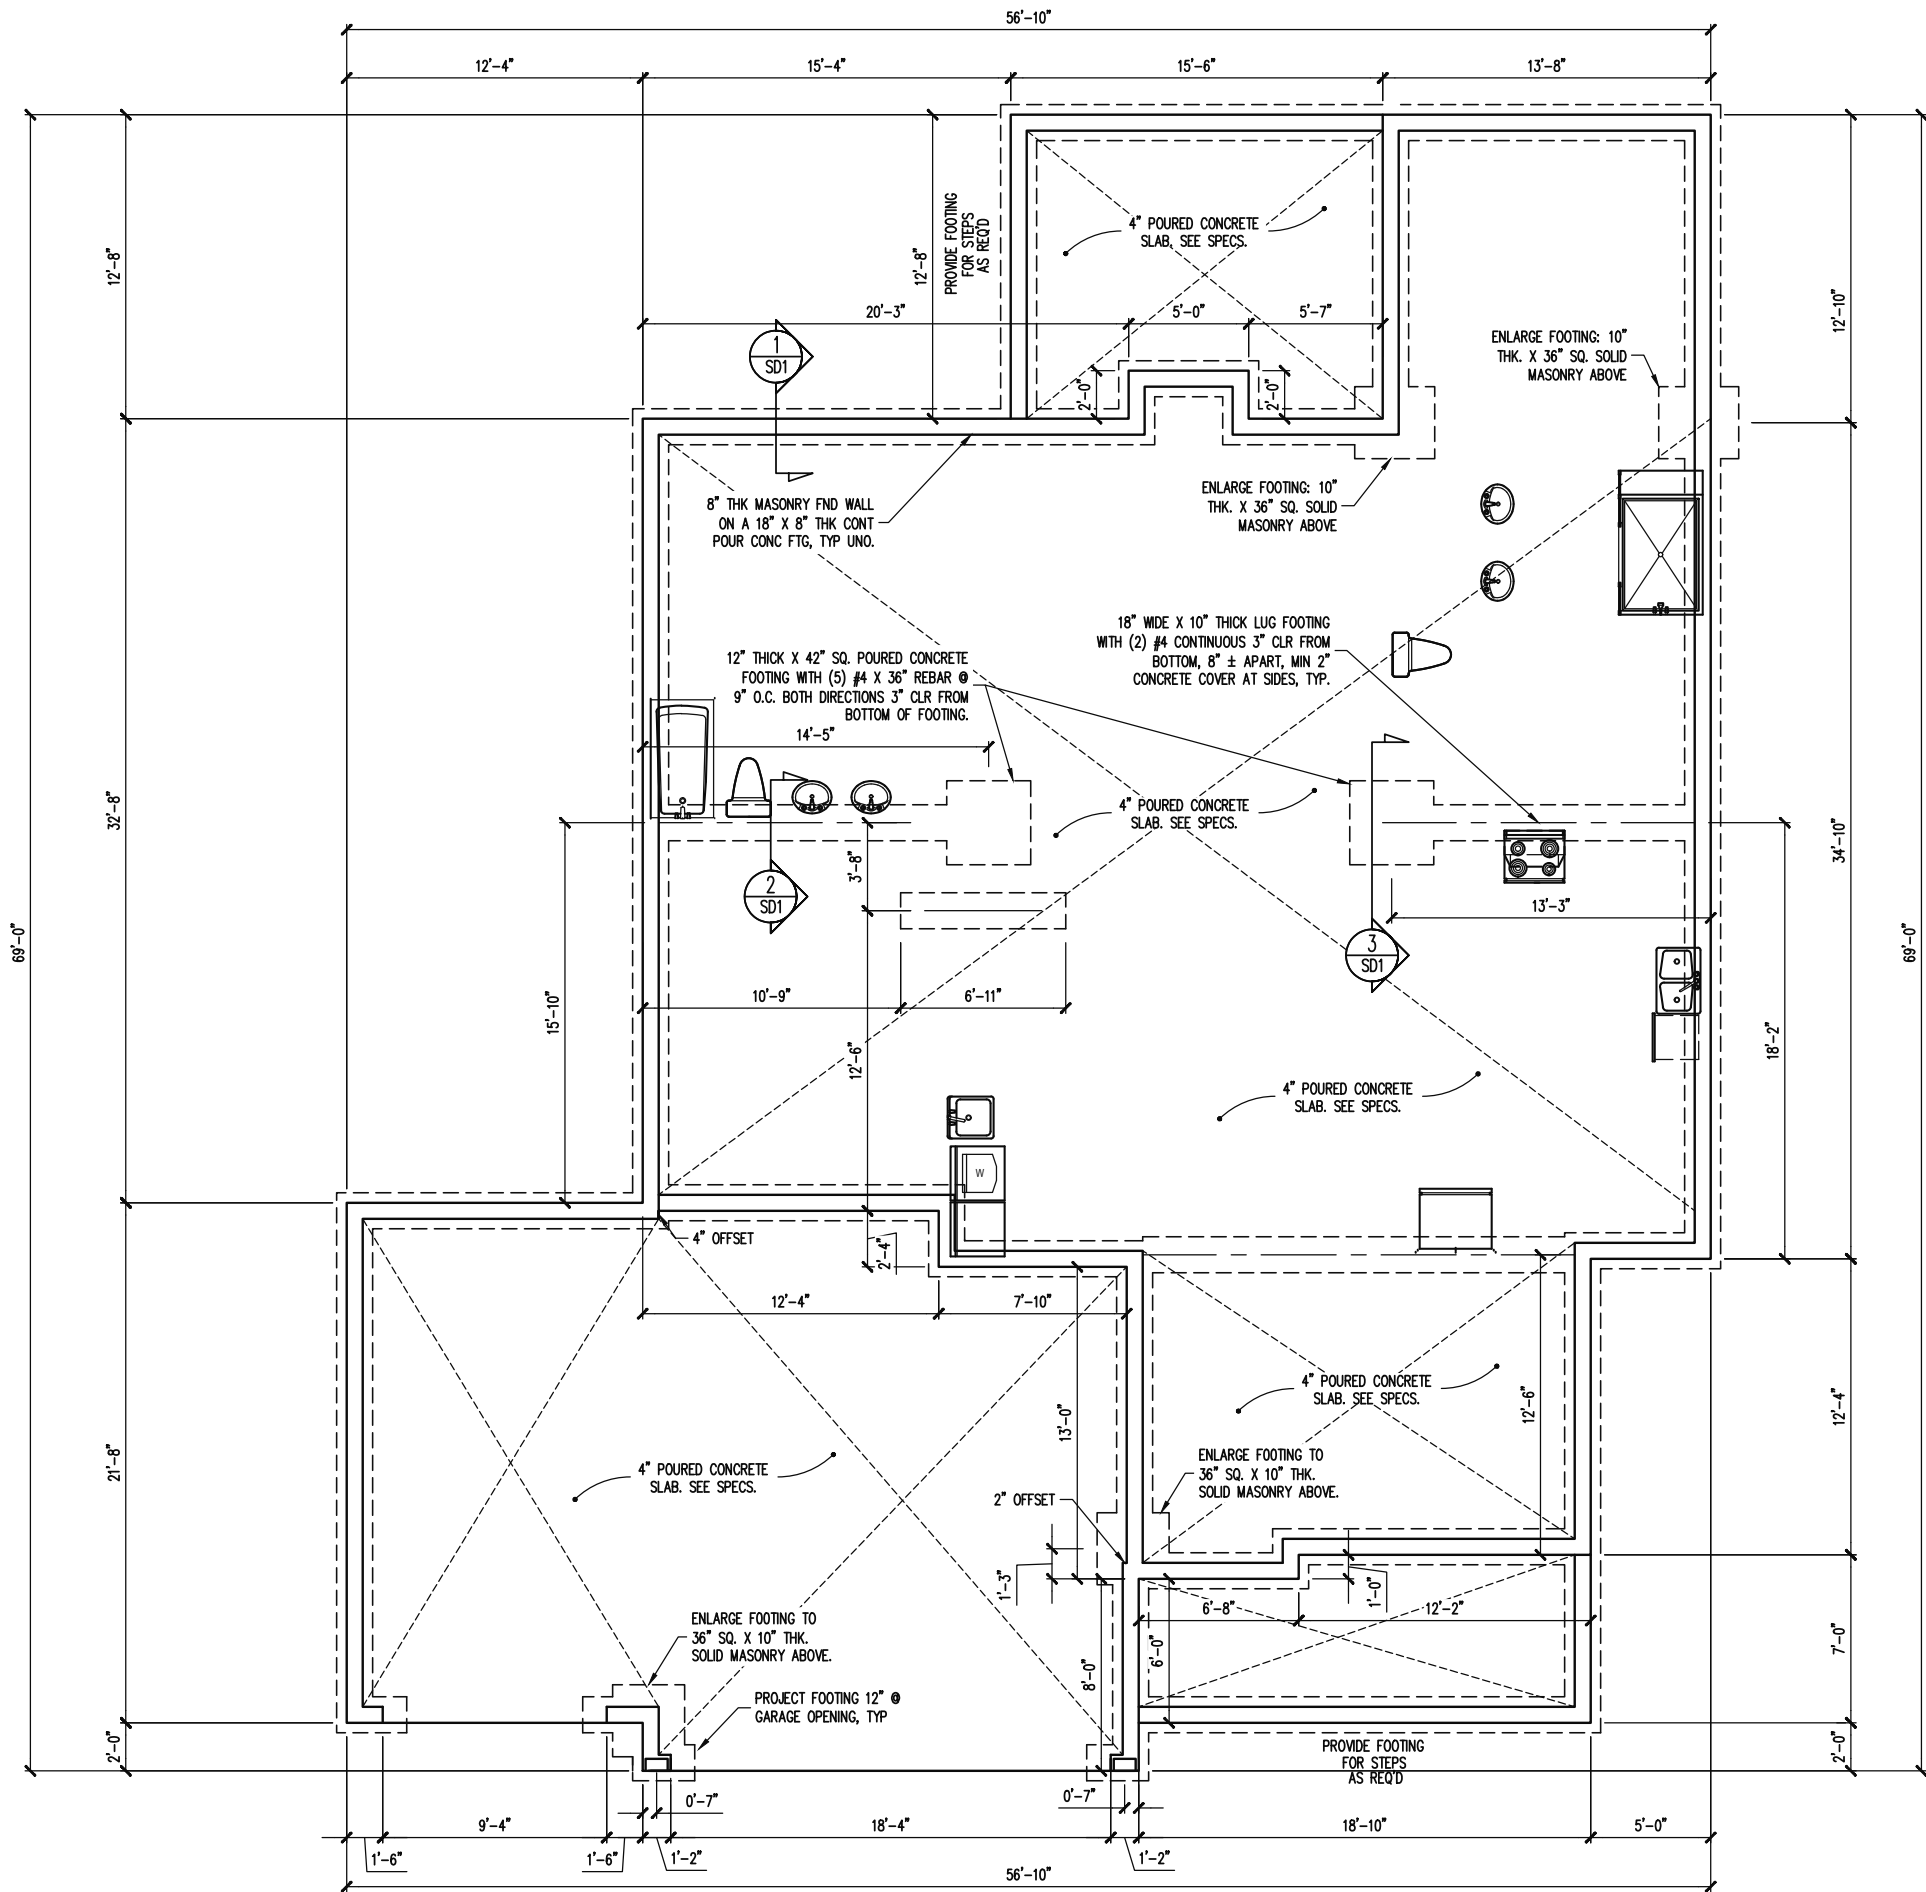 56'-10"
12'-4"
15'-4"
15'-6"
13'-8"
12'-8"
12'-8"
PROVIDE FOOTING
FOR STEPS
AS REQ'D
4" POURED CONCRETE
SLAB. SEE SPECS.
12'-10"
20'-3"
5'-0"
5'-7"
1
SD1
2'-0"
2'-0"
ENLARGE FOOTING: 10"
THK. X 36" SQ. SOLID
MASONRY ABOVE
8" THK MASONRY FND WALL
ON A 18" X 8" THK CONT
POUR CONC FTG, TYP UNO.
ENLARGE FOOTING: 10"
THK. X 36" SQ. SOLID
MASONRY ABOVE
12" THICK X 42" SQ. POURED CONCRETE
FOOTING WITH (5) #4 X 36" REBAR @
9" O.C. BOTH DIRECTIONS 3" CLR FROM
BOTTOM OF FOOTING.
18" WIDE X 10" THICK LUG FOOTING
WITH (2) #4 CONTINUOUS 3" CLR FROM
BOTTOM, 8" ± APART, MIN 2"
CONCRETE COVER AT SIDES, TYP.
14'-5"
4" POURED CONCRETE
SLAB. SEE SPECS.
32'-8"
34'-10"
3'-8"
2
SD1
13'-3"
3
SD1
69'-0"
69'-0"
10'-9"
6'-11"
15'-10"
12'-6"
18'-2"
4" POURED CONCRETE
SLAB. SEE SPECS.
W
4" OFFSET
2'-4"
12'-4"
7'-10"
4" POURED CONCRETE
SLAB. SEE SPECS.
13'-0"
12'-6"
12'-4"
21'-8"
4" POURED CONCRETE
SLAB. SEE SPECS.
ENLARGE FOOTING TO
36" SQ. X 10" THK.
SOLID MASONRY ABOVE.
2" OFFSET
1'-3"
1'-0"
6'-8"
12'-2"
ENLARGE FOOTING TO
36" SQ. X 10" THK.
SOLID MASONRY ABOVE.
8'-0"
6'-0"
7'-0"
PROJECT FOOTING 12" @
GARAGE OPENING, TYP
2'-0"
PROVIDE FOOTING
FOR STEPS
AS REQ'D
2'-0"
0'-7"
0'-7"
9'-4"
18'-4"
18'-10"
5'-0"
1'-6"
1'-6"
1'-2"
1'-2"
56'-10"